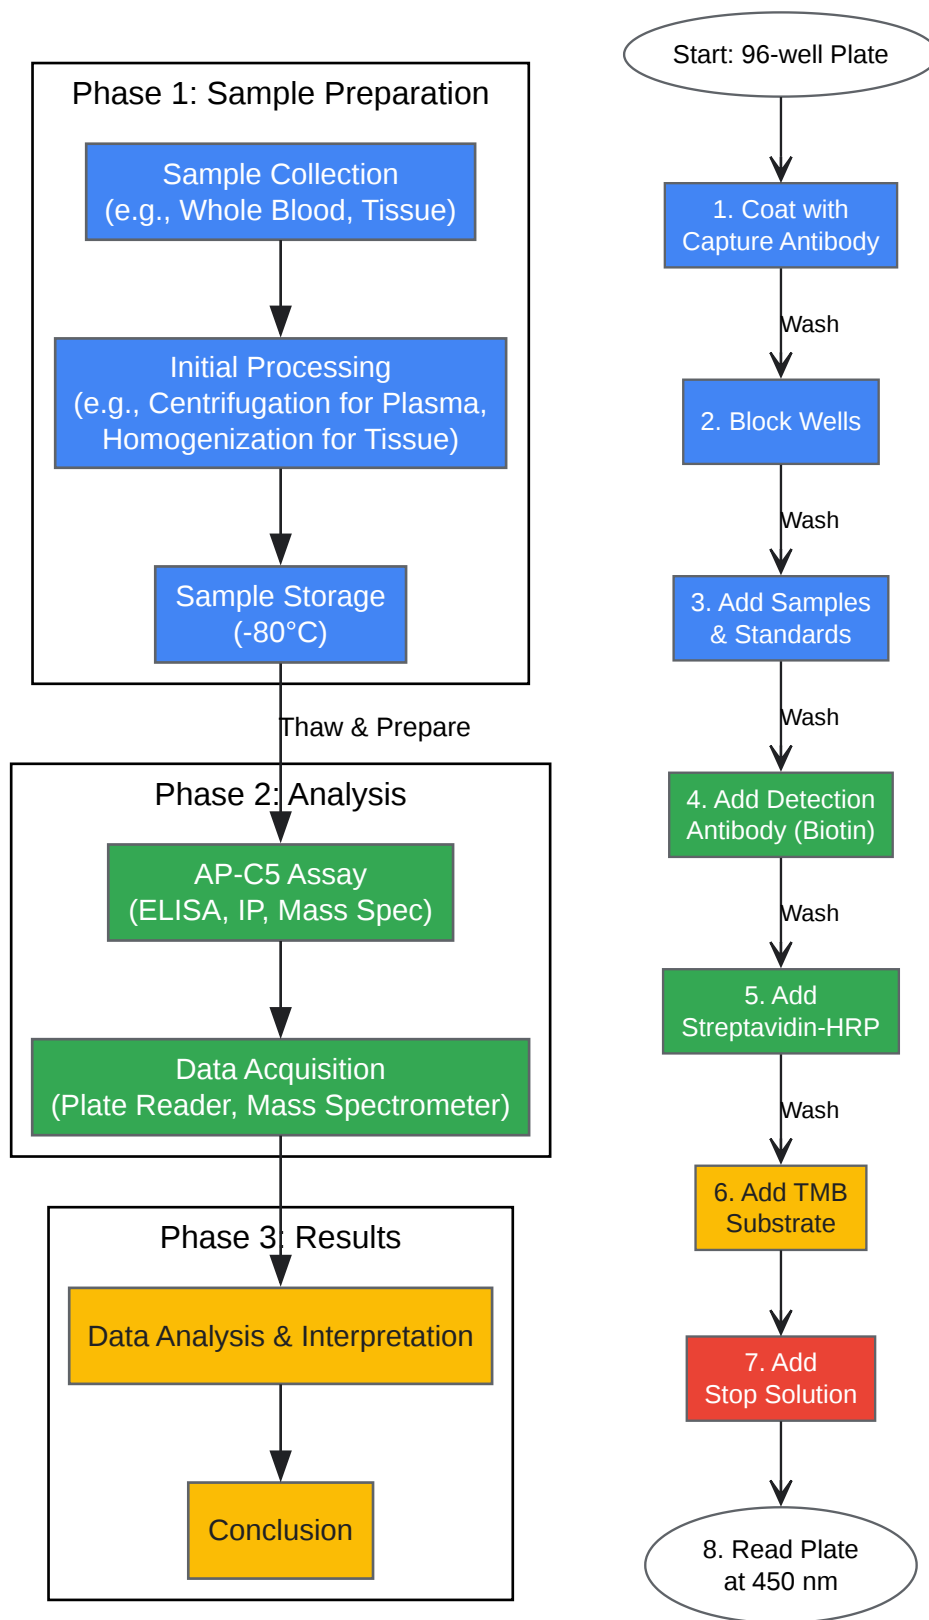 Phase 1: Sample Preparation
Sample Collection
(e.g., Whole Blood, Tissue)
Initial Processing
(e.g., Centrifugation for Plasma,
Homogenization for Tissue)
Sample Storage
(-80°C)
Thaw & Prepare
Phase 2: Analysis
AP-C5 Assay
(ELISA, IP, Mass Spec)
Data Acquisition
(Plate Reader, Mass Spectrometer)
Phase 3: Results
Data Analysis & Interpretation
Conclusion
Start: 96-well Plate
1. Coat with
Capture Antibody
Wash
2. Block Wells
Wash
3. Add Samples
& Standards
Wash
4. Add Detection
Antibody (Biotin)
Wash
5. Add
Streptavidin-HRP
Wash
6. Add TMB
Substrate
7. Add
Stop Solution
8. Read Plate
at 450 nm